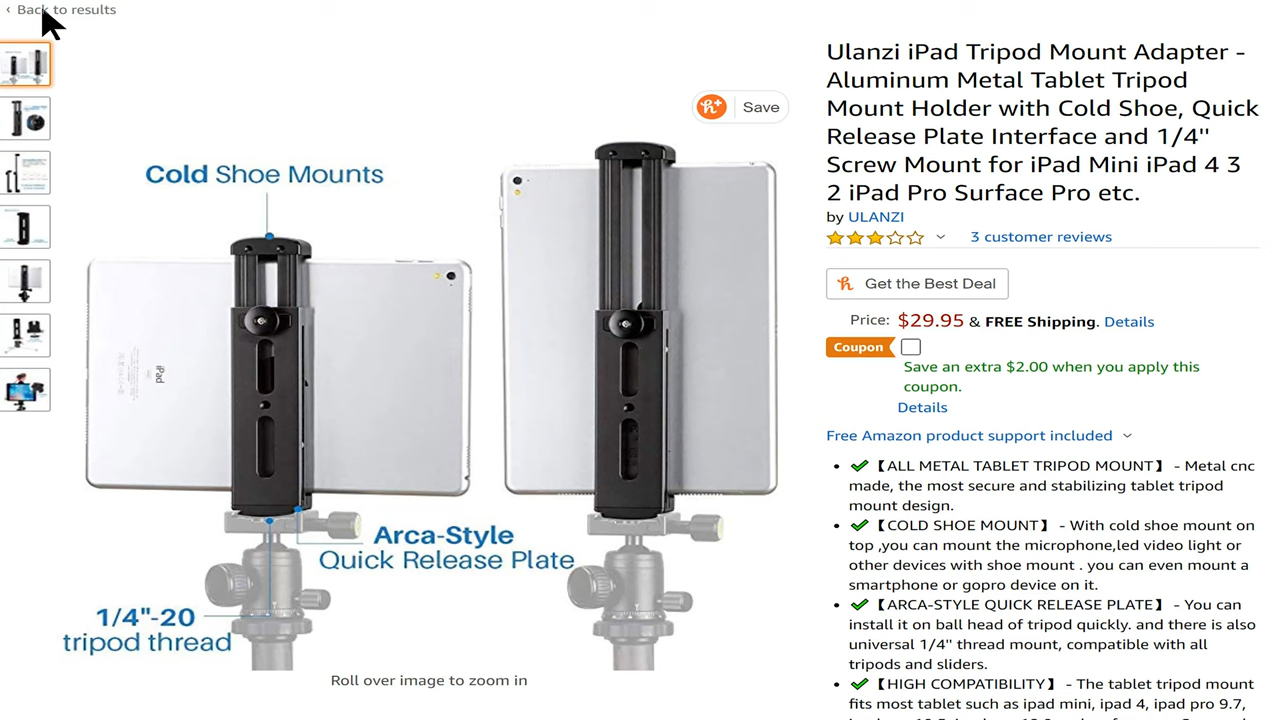 ‹ Back to results
Save
Cold Shoe Mounts
iPad
Arca-Style
Quick Release Plate
1/4"-20
tripod thread
Roll over image to zoom in
Ulanzi iPad Tripod Mount Adapter -
Aluminum Metal Tablet Tripod
Mount Holder with Cold Shoe, Quick
Release Plate Interface and 1/4''
Screw Mount for iPad Mini iPad 4 3
2 iPad Pro Surface Pro etc.
by ULANZI
3 customer reviews
Get the Best Deal
Price: $29.95 & FREE Shipping. Details
Coupon
Save an extra $2.00 when you apply this
coupon.
Details
Free Amazon product support included
• ✔【ALL METAL TABLET TRIPOD MOUNT】 - Metal cnc
made, the most secure and stabilizing tablet tripod
mount design.
• ✔【COLD SHOE MOUNT】 - With cold shoe mount on
top ,you can mount the microphone,led video light or
other devices with shoe mount . you can even mount a
smartphone or gopro device on it.
• ✔【ARCA-STYLE QUICK RELEASE PLATE】 - You can
install it on ball head of tripod quickly. and there is also
universal 1/4'' thread mount, compatible with all
tripods and sliders.
• ✔【HIGH COMPATIBILITY】 - The tablet tripod mount
fits most tablet such as ipad mini, ipad 4, ipad pro 9.7,